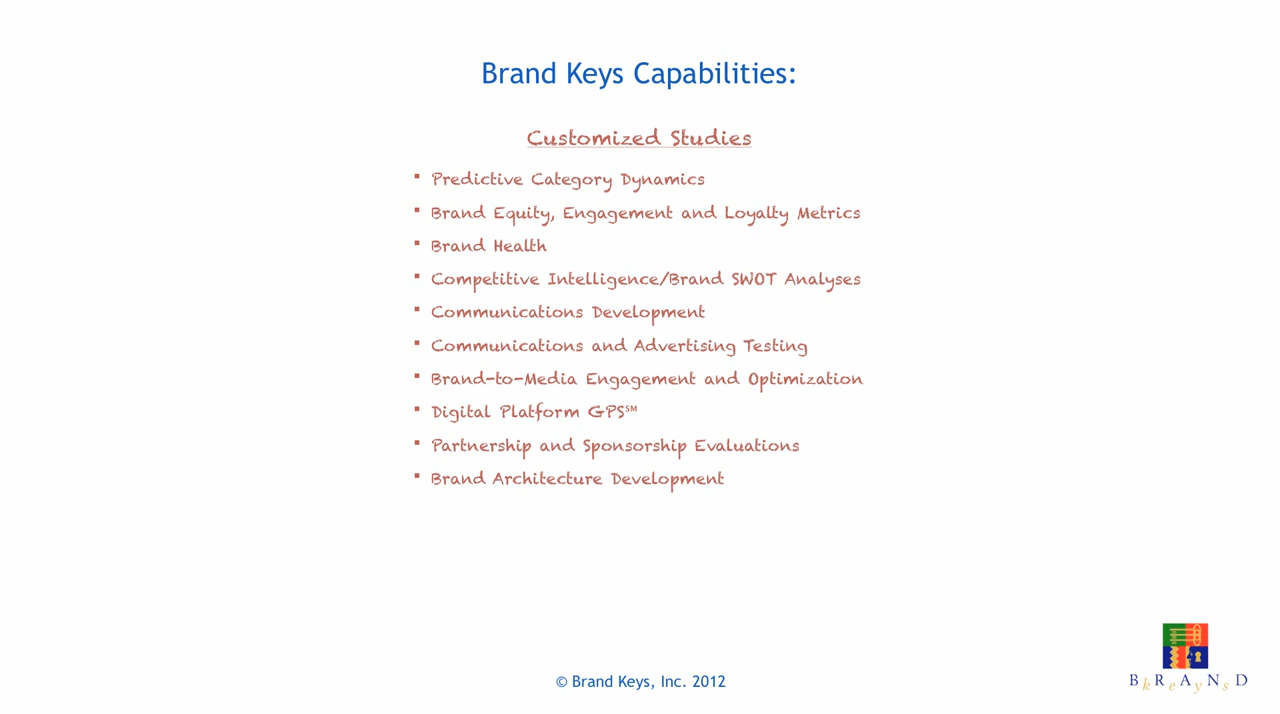 Brand Keys Capabilities:
Customized Studies
▪ Predictive Category Dynamics
▪ Brand Equity, Engagement and Loyalty Metrics
▪ Brand Health
▪ Competitive Intelligence/Brand SWOT Analyses
▪ Communications Development
▪ Communications and Advertising Testing
▪ Brand-to-Media Engagement and Optimization
▪ Digital Platform GPS℠
▪ Partnership and Sponsorship Evaluations
▪ Brand Architecture Development
© Brand Keys, Inc. 2012
BkReAyNsD